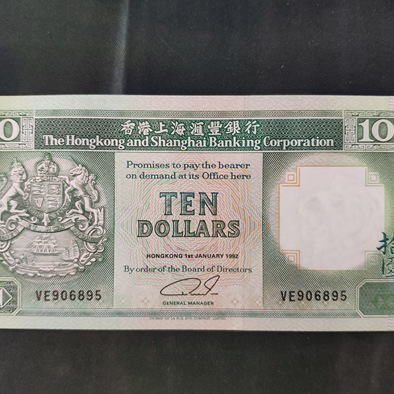 香港上海滙豐銀行
10
10
The Hongkong and Shanghai Banking Corporation
Promises to pay the bearer
on demand at its Office here
TEN
DOLLARS
拾
HONGKONG 1st JANUARY 1992
By order of the Board of Directors
VE906895
VE906895
GENERAL MANAGER